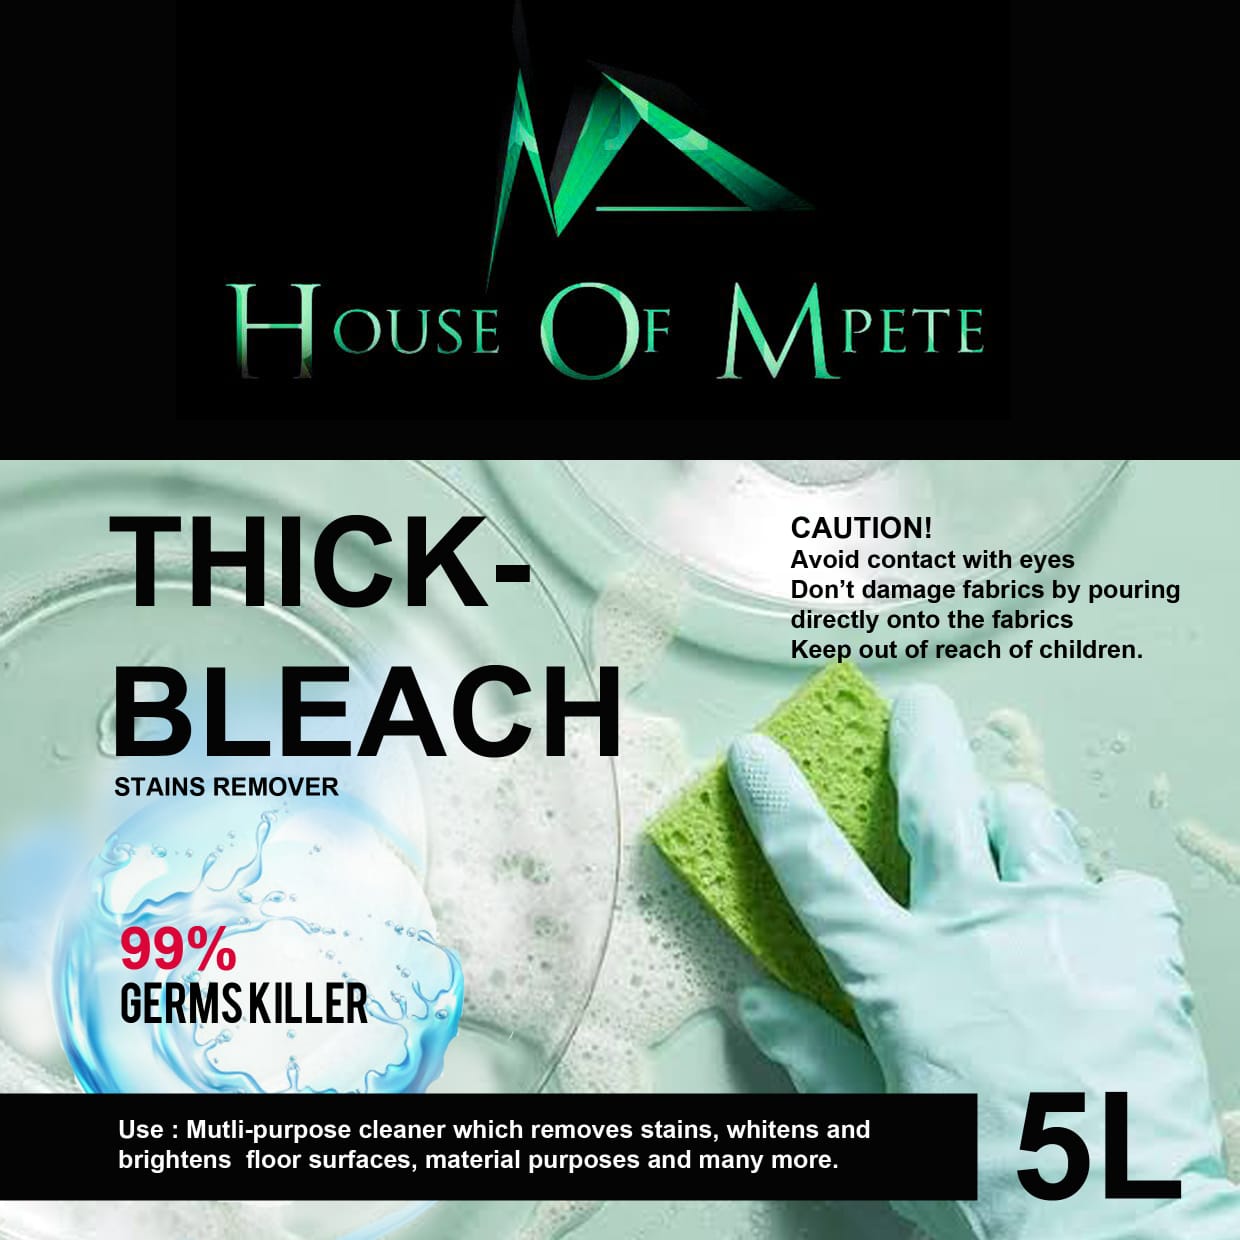 HOUSE OF MPETE
THICK-
BLEACH
STAINS REMOVER
CAUTION!
Avoid contact with eyes
Don’t damage fabrics by pouring
directly onto the fabrics
Keep out of reach of children.
99%
GERMS KILLER
Use : Mutli-purpose cleaner which removes stains, whitens and
brightens  floor surfaces, material purposes and many more.
5L